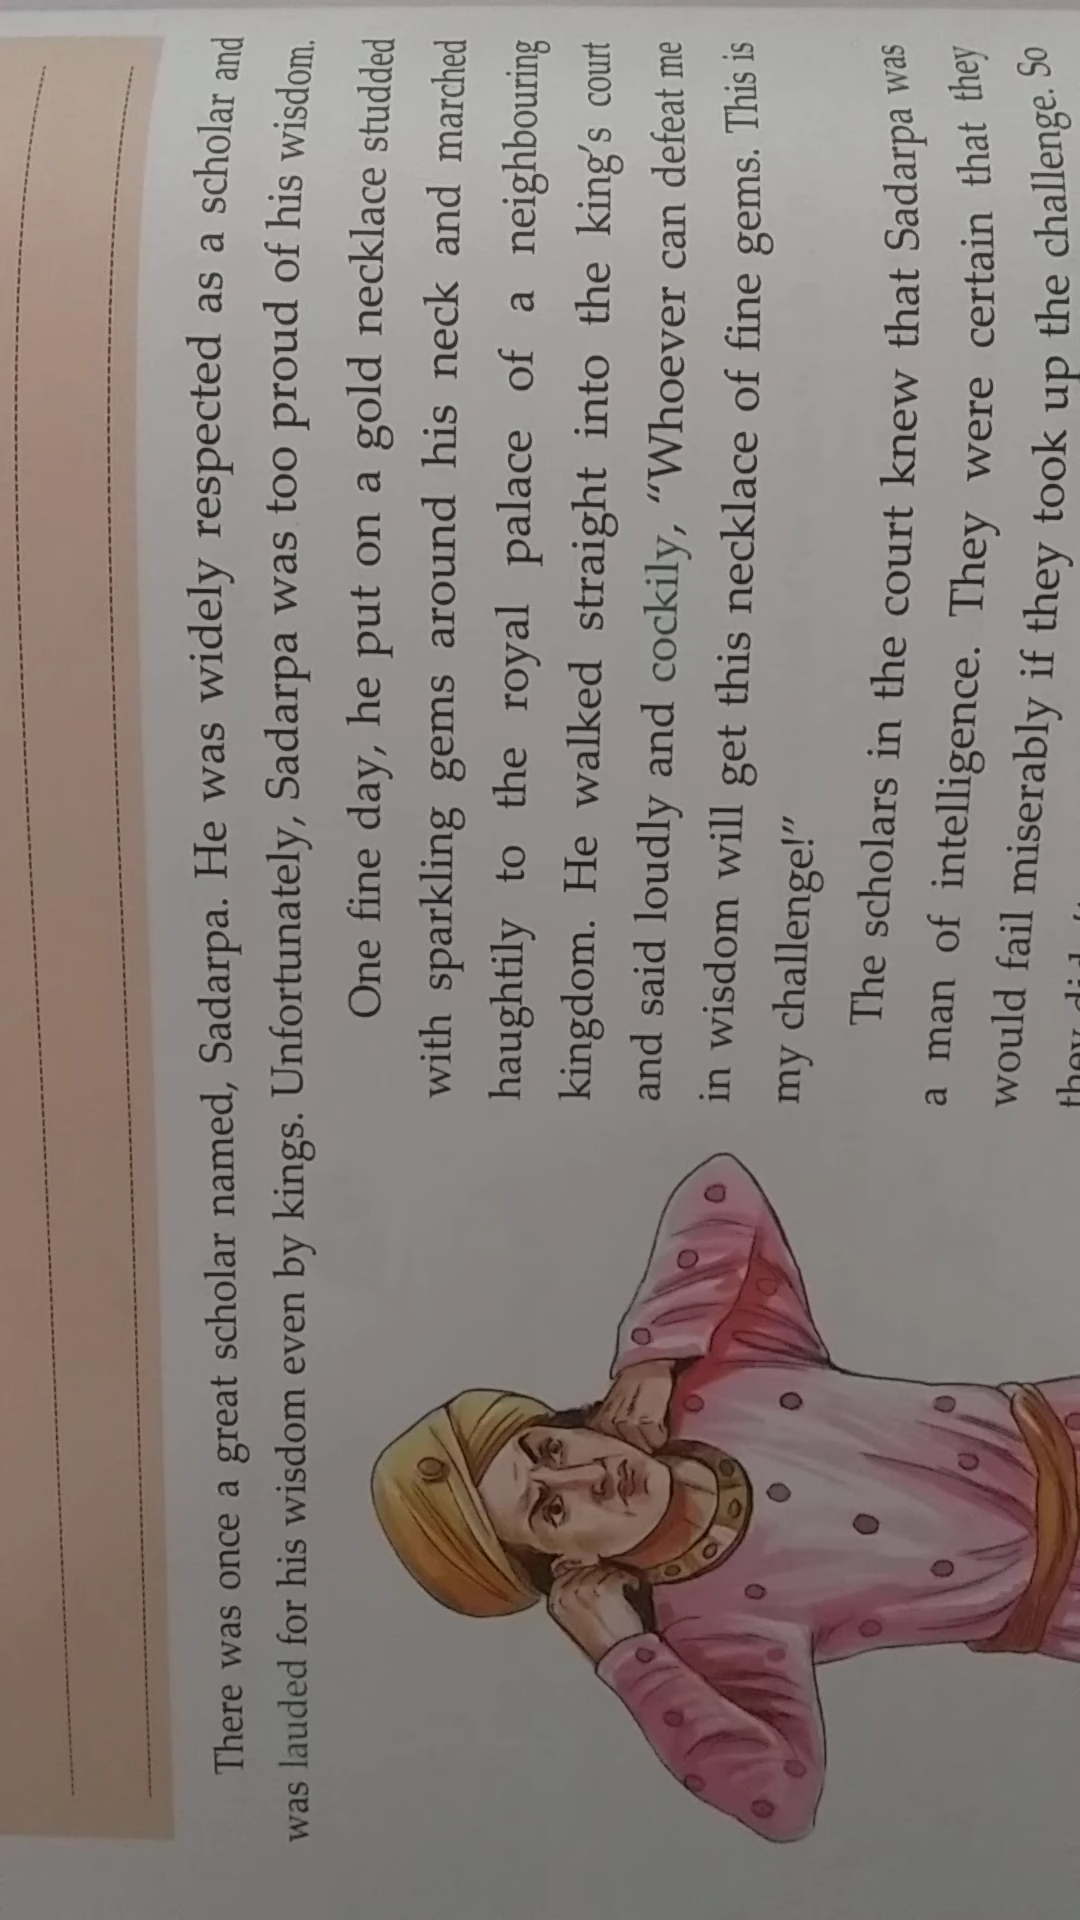 There was once a great scholar named, Sadarpa. He was widely respected as a scholar and
was lauded for his wisdom even by kings. Unfortunately, Sadarpa was too proud of his wisdom.
One fine day, he put on a gold necklace studded
with sparkling gems around his neck and marched
haughtily to the royal palace of a neighbouring
kingdom. He walked straight into the king's court
and said loudly and cockily, “Whoever can defeat me
in wisdom will get this necklace of fine gems. This is
my challenge!”
The scholars in the court knew that Sadarpa was
a man of intelligence. They were certain that they
would fail miserably if they took up the challenge. So
they